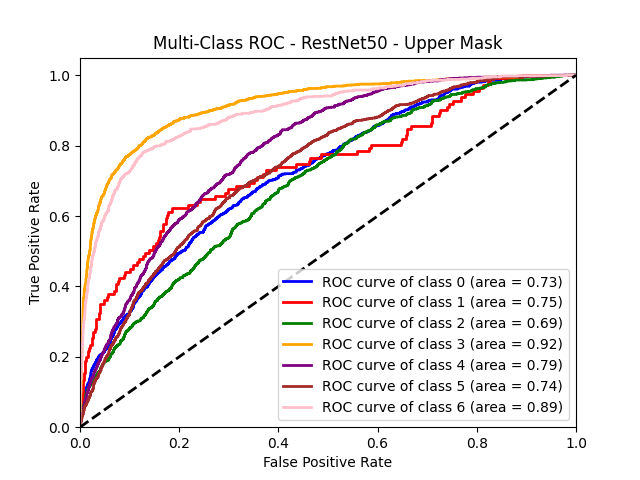 Multi-Class ROC - RestNet50 - Upper Mask
True Positive Rate
1.0
0.8
0.6
0.4
0.2
0.0
ROC curve of class 0 (area = 0.73)
ROC curve of class 1 (area = 0.75)
ROC curve of class 2 (area = 0.69)
ROC curve of class 3 (area = 0.92)
ROC curve of class 4 (area = 0.79)
ROC curve of class 5 (area = 0.74)
ROC curve of class 6 (area = 0.89)
0.0 0.2 0.4 0.6 0.8 1.0
False Positive Rate